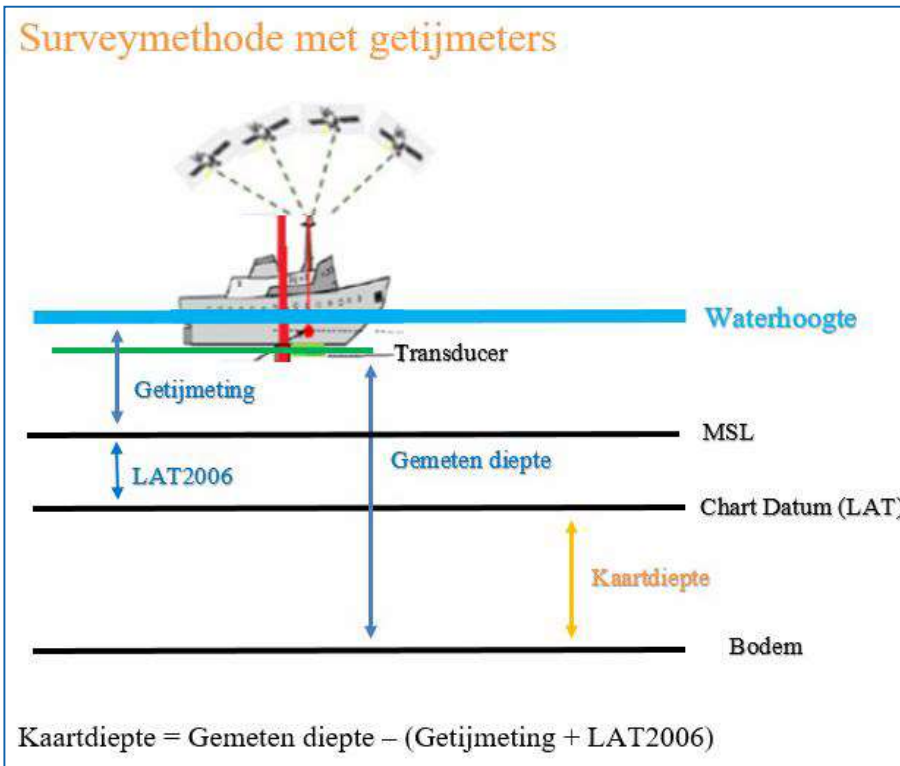 Surveymethode met getijmeters
Waterhoogte
Transducer
Getijmeting
MSL
Gemeten diepte
LAT2006
Chart Datum (LAT)
Kaartdiepte
Bodem
Kaartdiepte = Gemeten diepte – (Getijmeting + LAT2006)